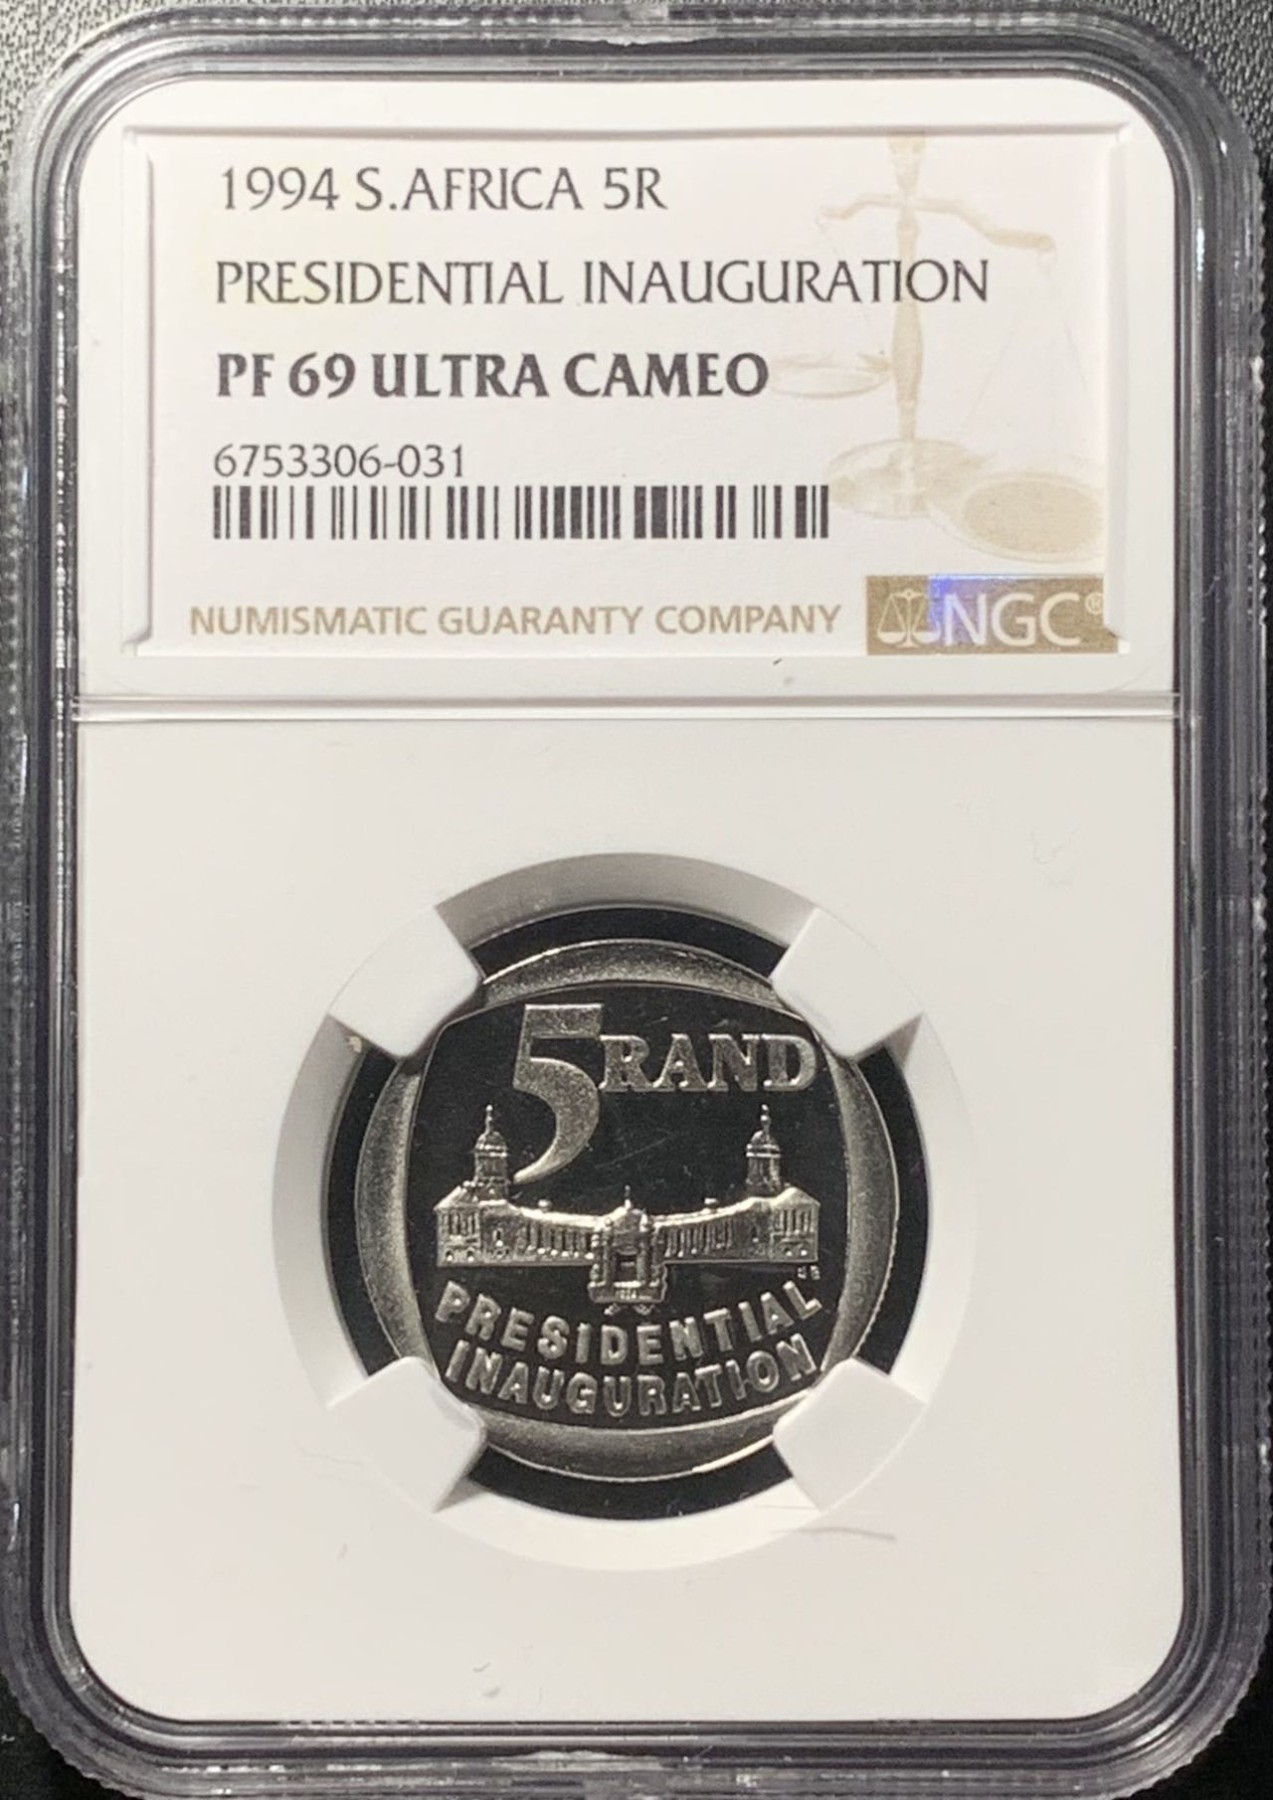 1994 S.AFRICA 5R
PRESIDENTIAL INAUGURATION
PF 69 ULTRA CAMEO
6753306-031
NUMISMATIC GUARANTY COMPANY
NGC®
5 RAND
PRESIDENTIAL
INAUGURATION